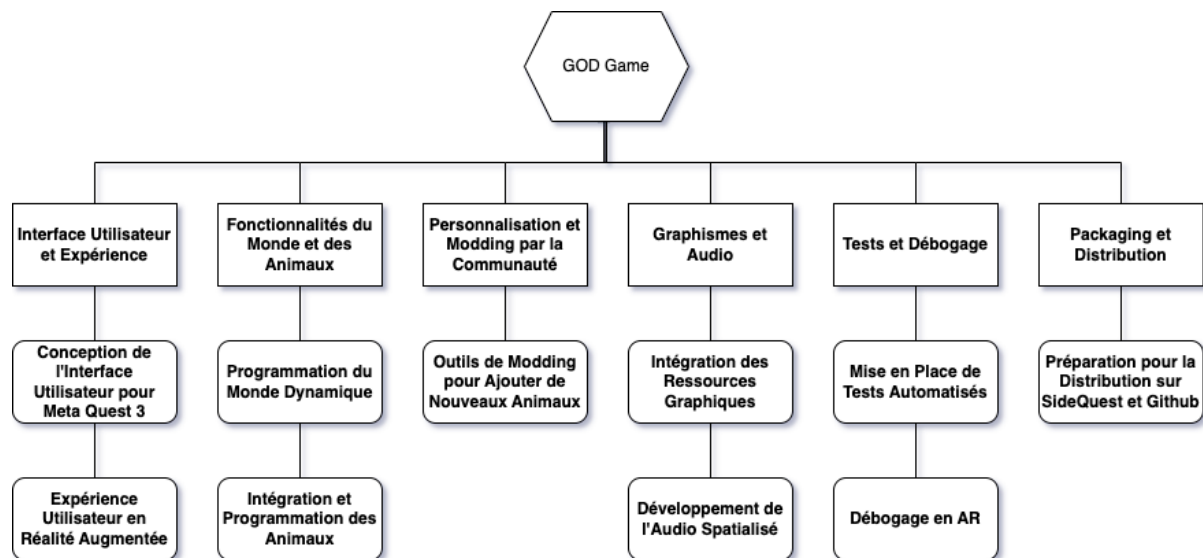 GOD Game
Interface Utilisateur
et Expérience
Fonctionnalités du
Monde et des
Animaux
Personnalisation et
Modding par la
Communauté
Graphismes et
Audio
Tests et Débogage
Packaging et
Distribution
Conception de
l'Interface
Utilisateur pour
Meta Quest 3
Programmation du
Monde Dynamique
Outils de Modding
pour Ajouter de
Nouveaux Animaux
Intégration des
Ressources
Graphiques
Mise en Place de
Tests Automatisés
Préparation pour la
Distribution sur
SideQuest et Github
Expérience
Utilisateur en
Réalité Augmentée
Intégration et
Programmation des
Animaux
Développement de
l'Audio Spatialisé
Débogage en AR